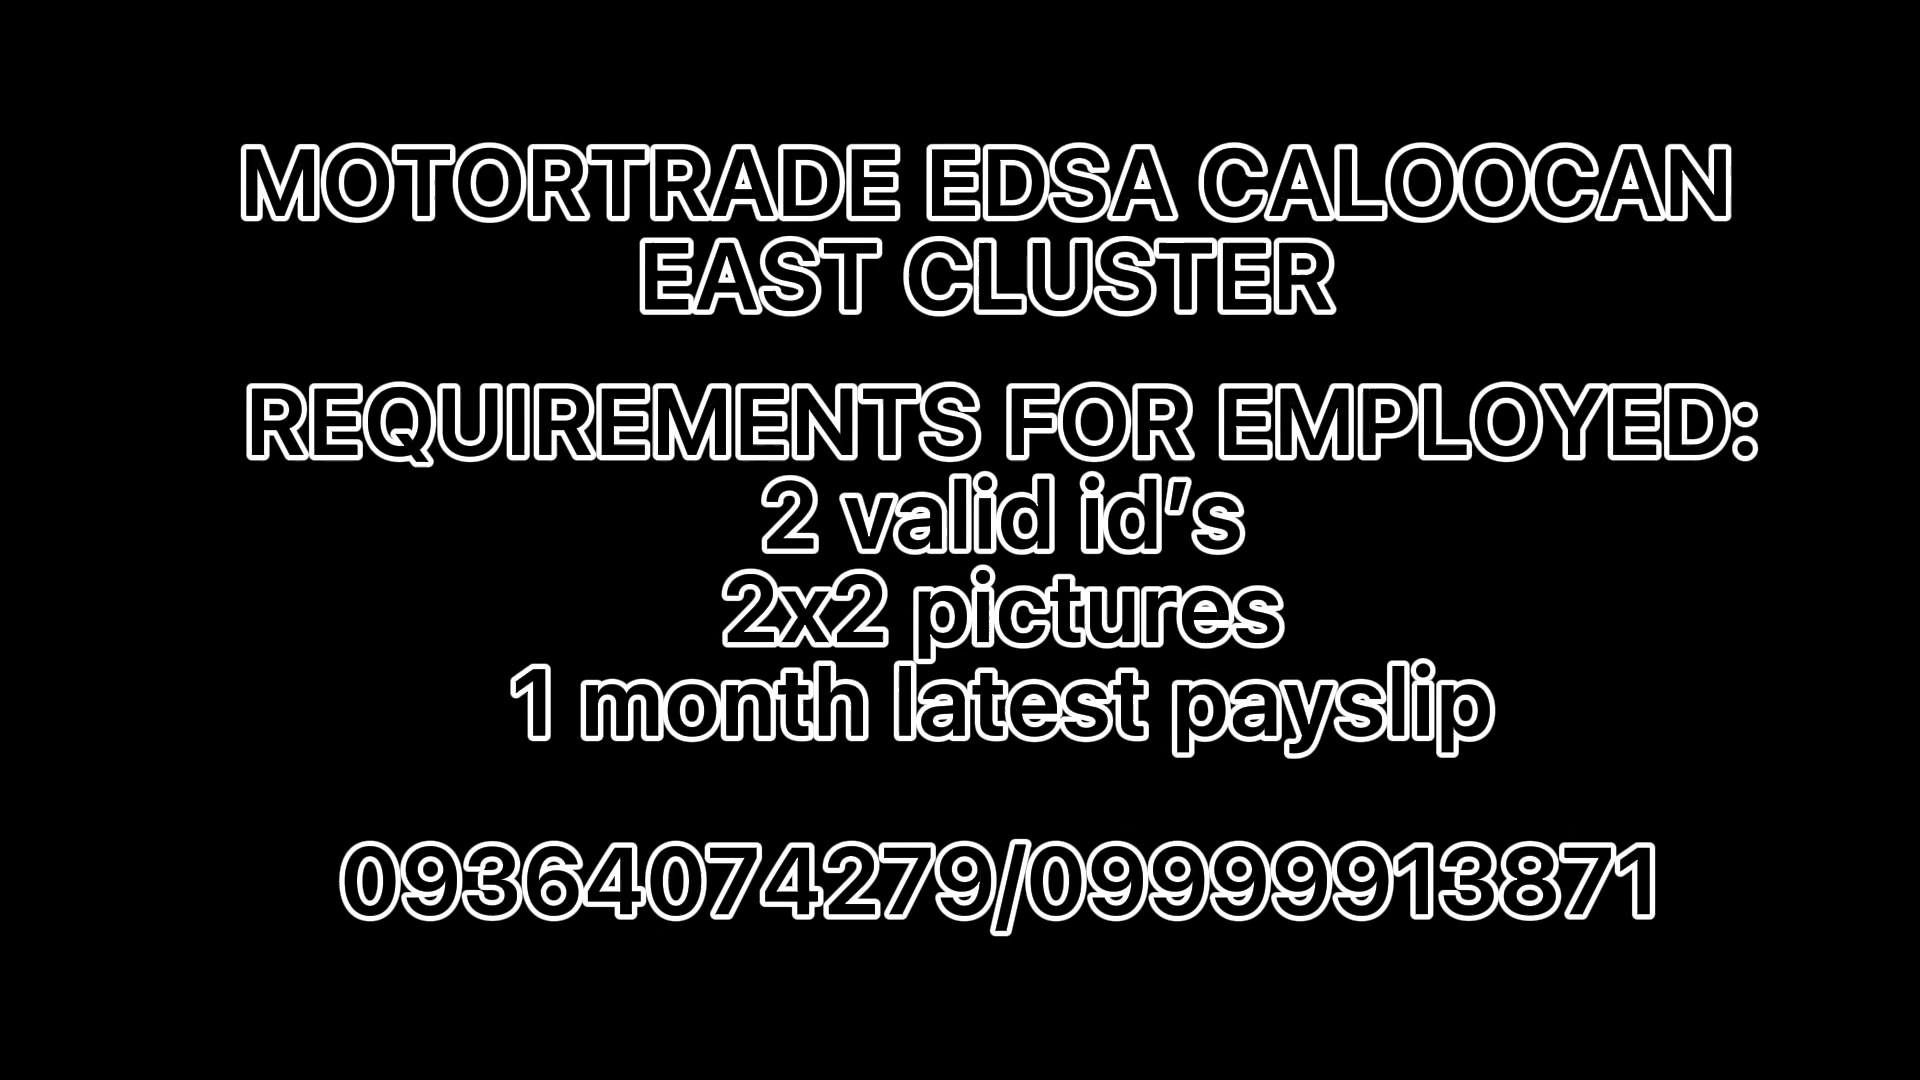 MOTORTRADE EDSA CALOOCAN
EAST CLUSTER
REQUIREMENTS FOR EMPLOYED:
2 valid id’s
2x2 pictures
1 month latest payslip
09364074279/09999913871